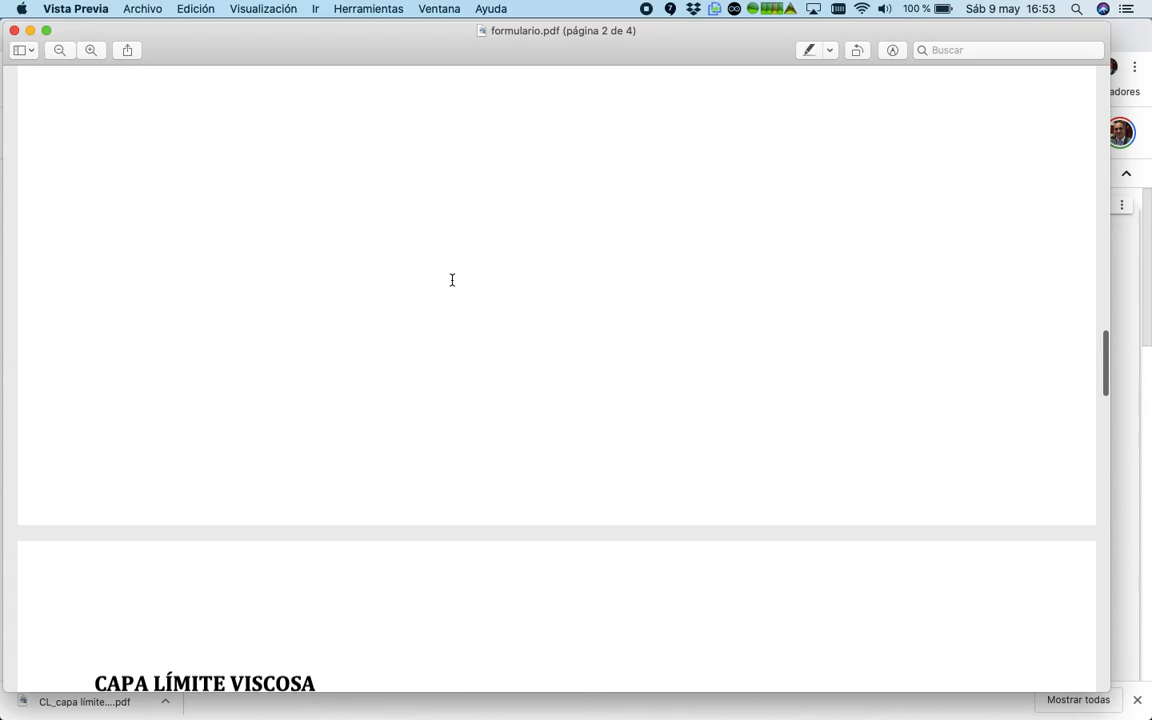 Vista Previa Archivo Edición Visualización Ir Herramientas Ventana Ayuda 100 % Sáb 9 may 16:53
formulario.pdf (página 2 de 4)
Buscar
adores
CAPA LÍMITE VISCOSA
CL_capa límite....pdf
Mostrar todas